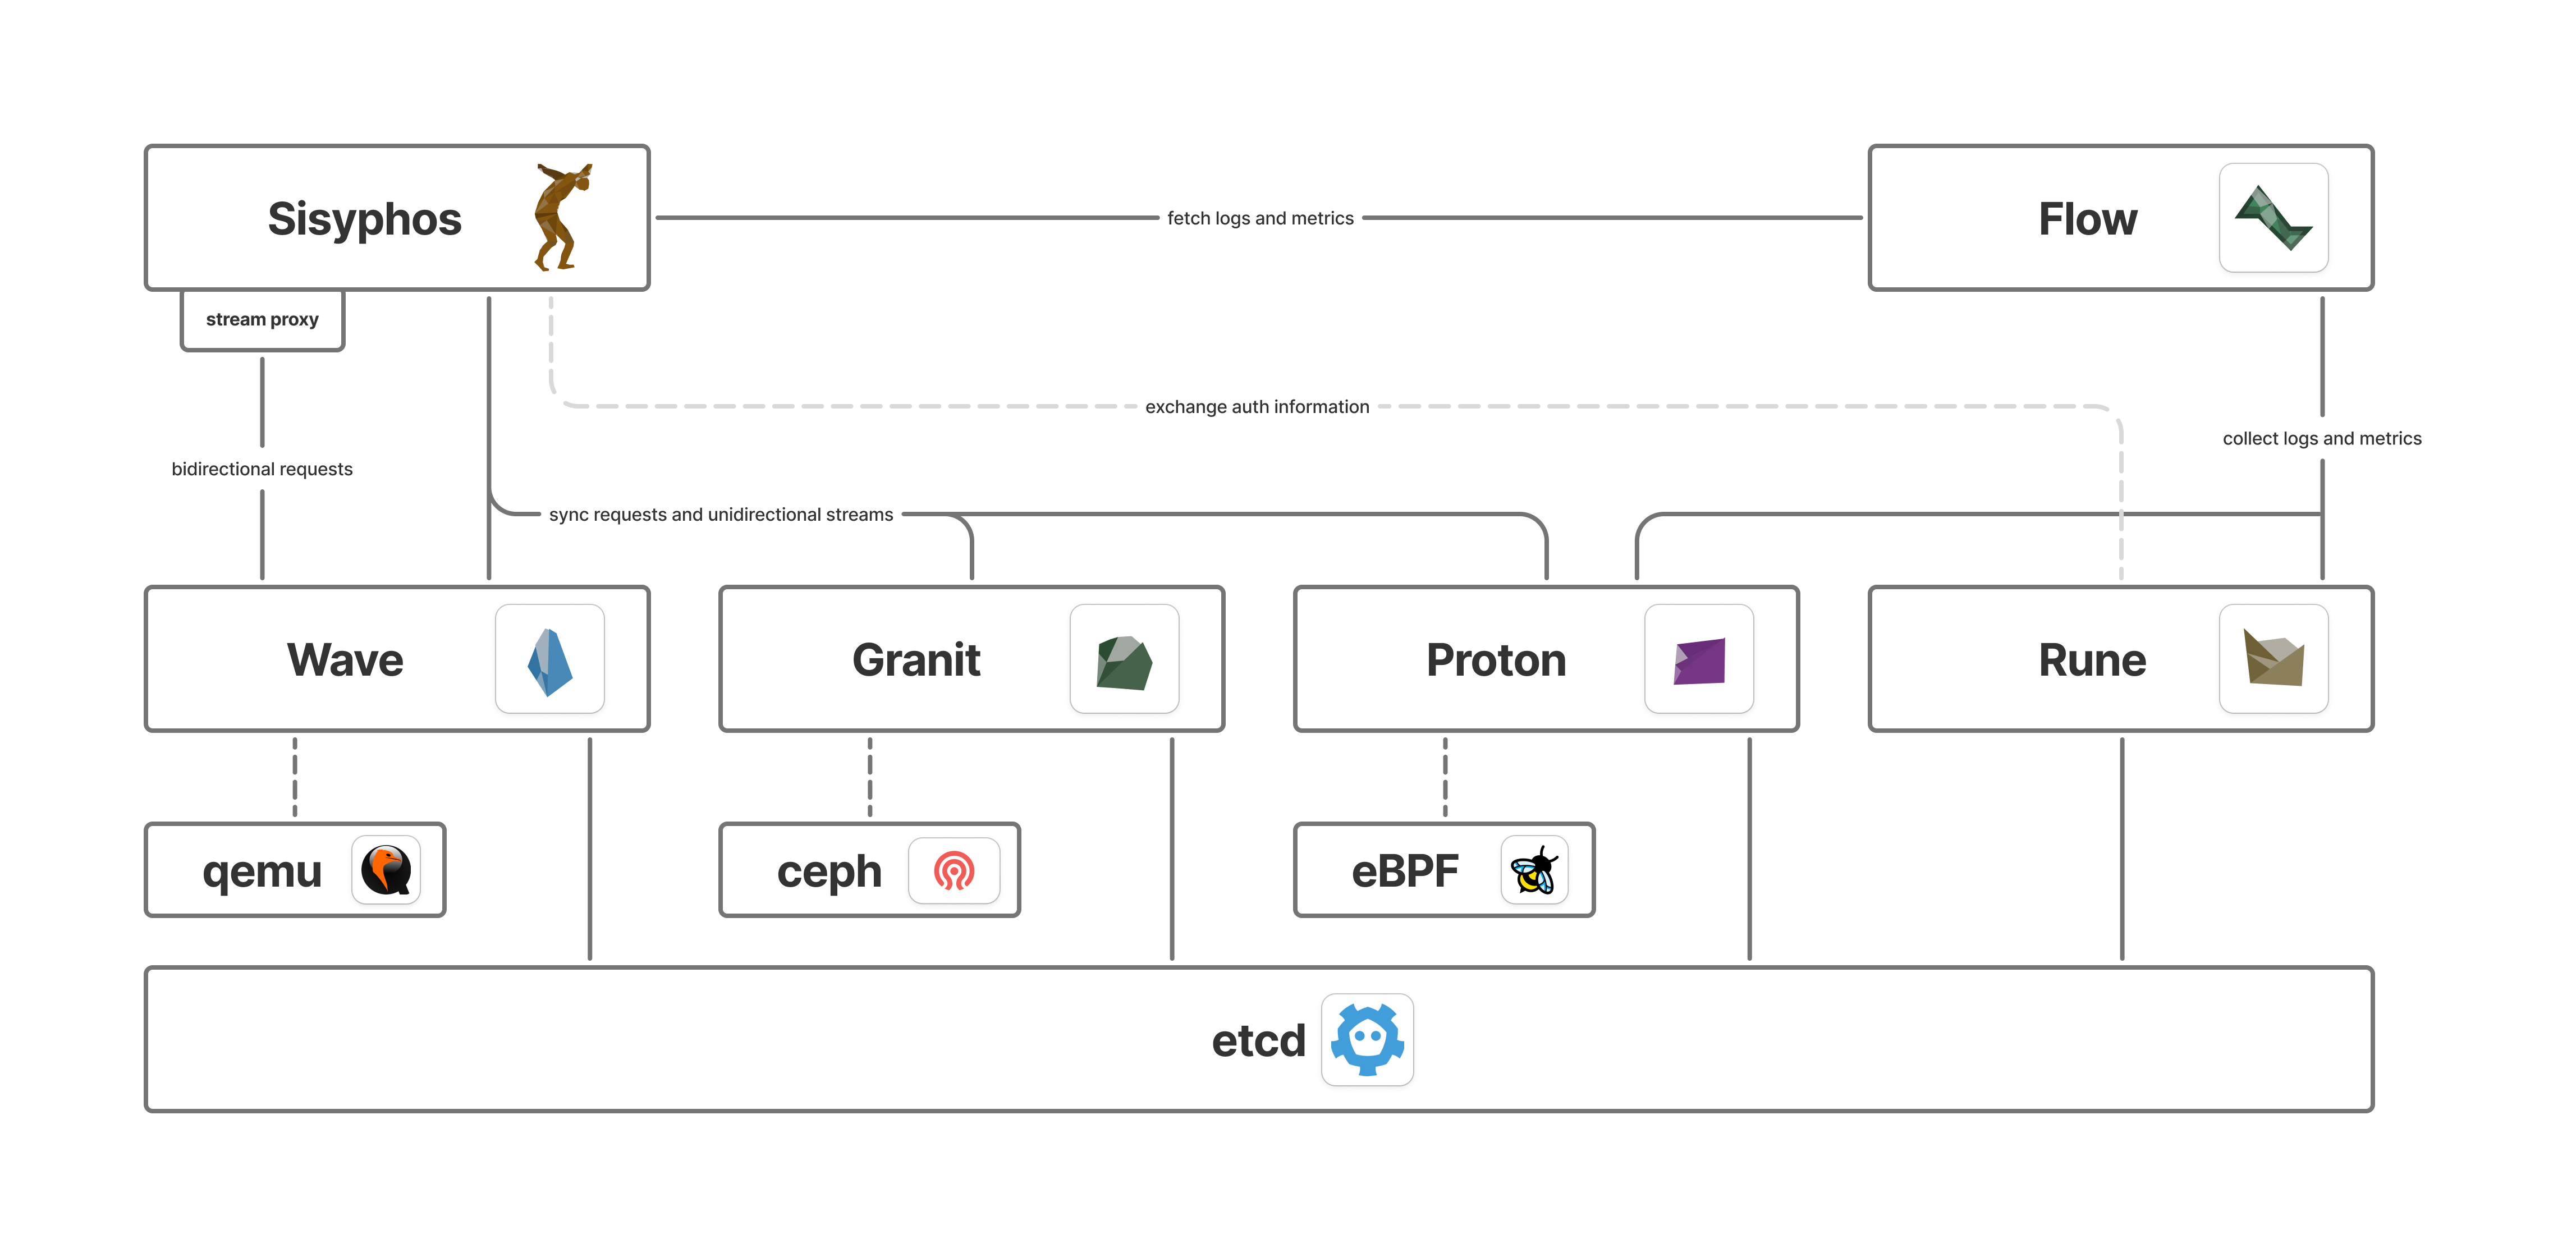 Sisyphos
fetch logs and metrics
Flow
stream proxy
exchange auth information
collect logs and metrics
bidirectional requests
sync requests and unidirectional streams
Wave
Granit
Proton
Rune
qemu
ceph
eBPF
etcd